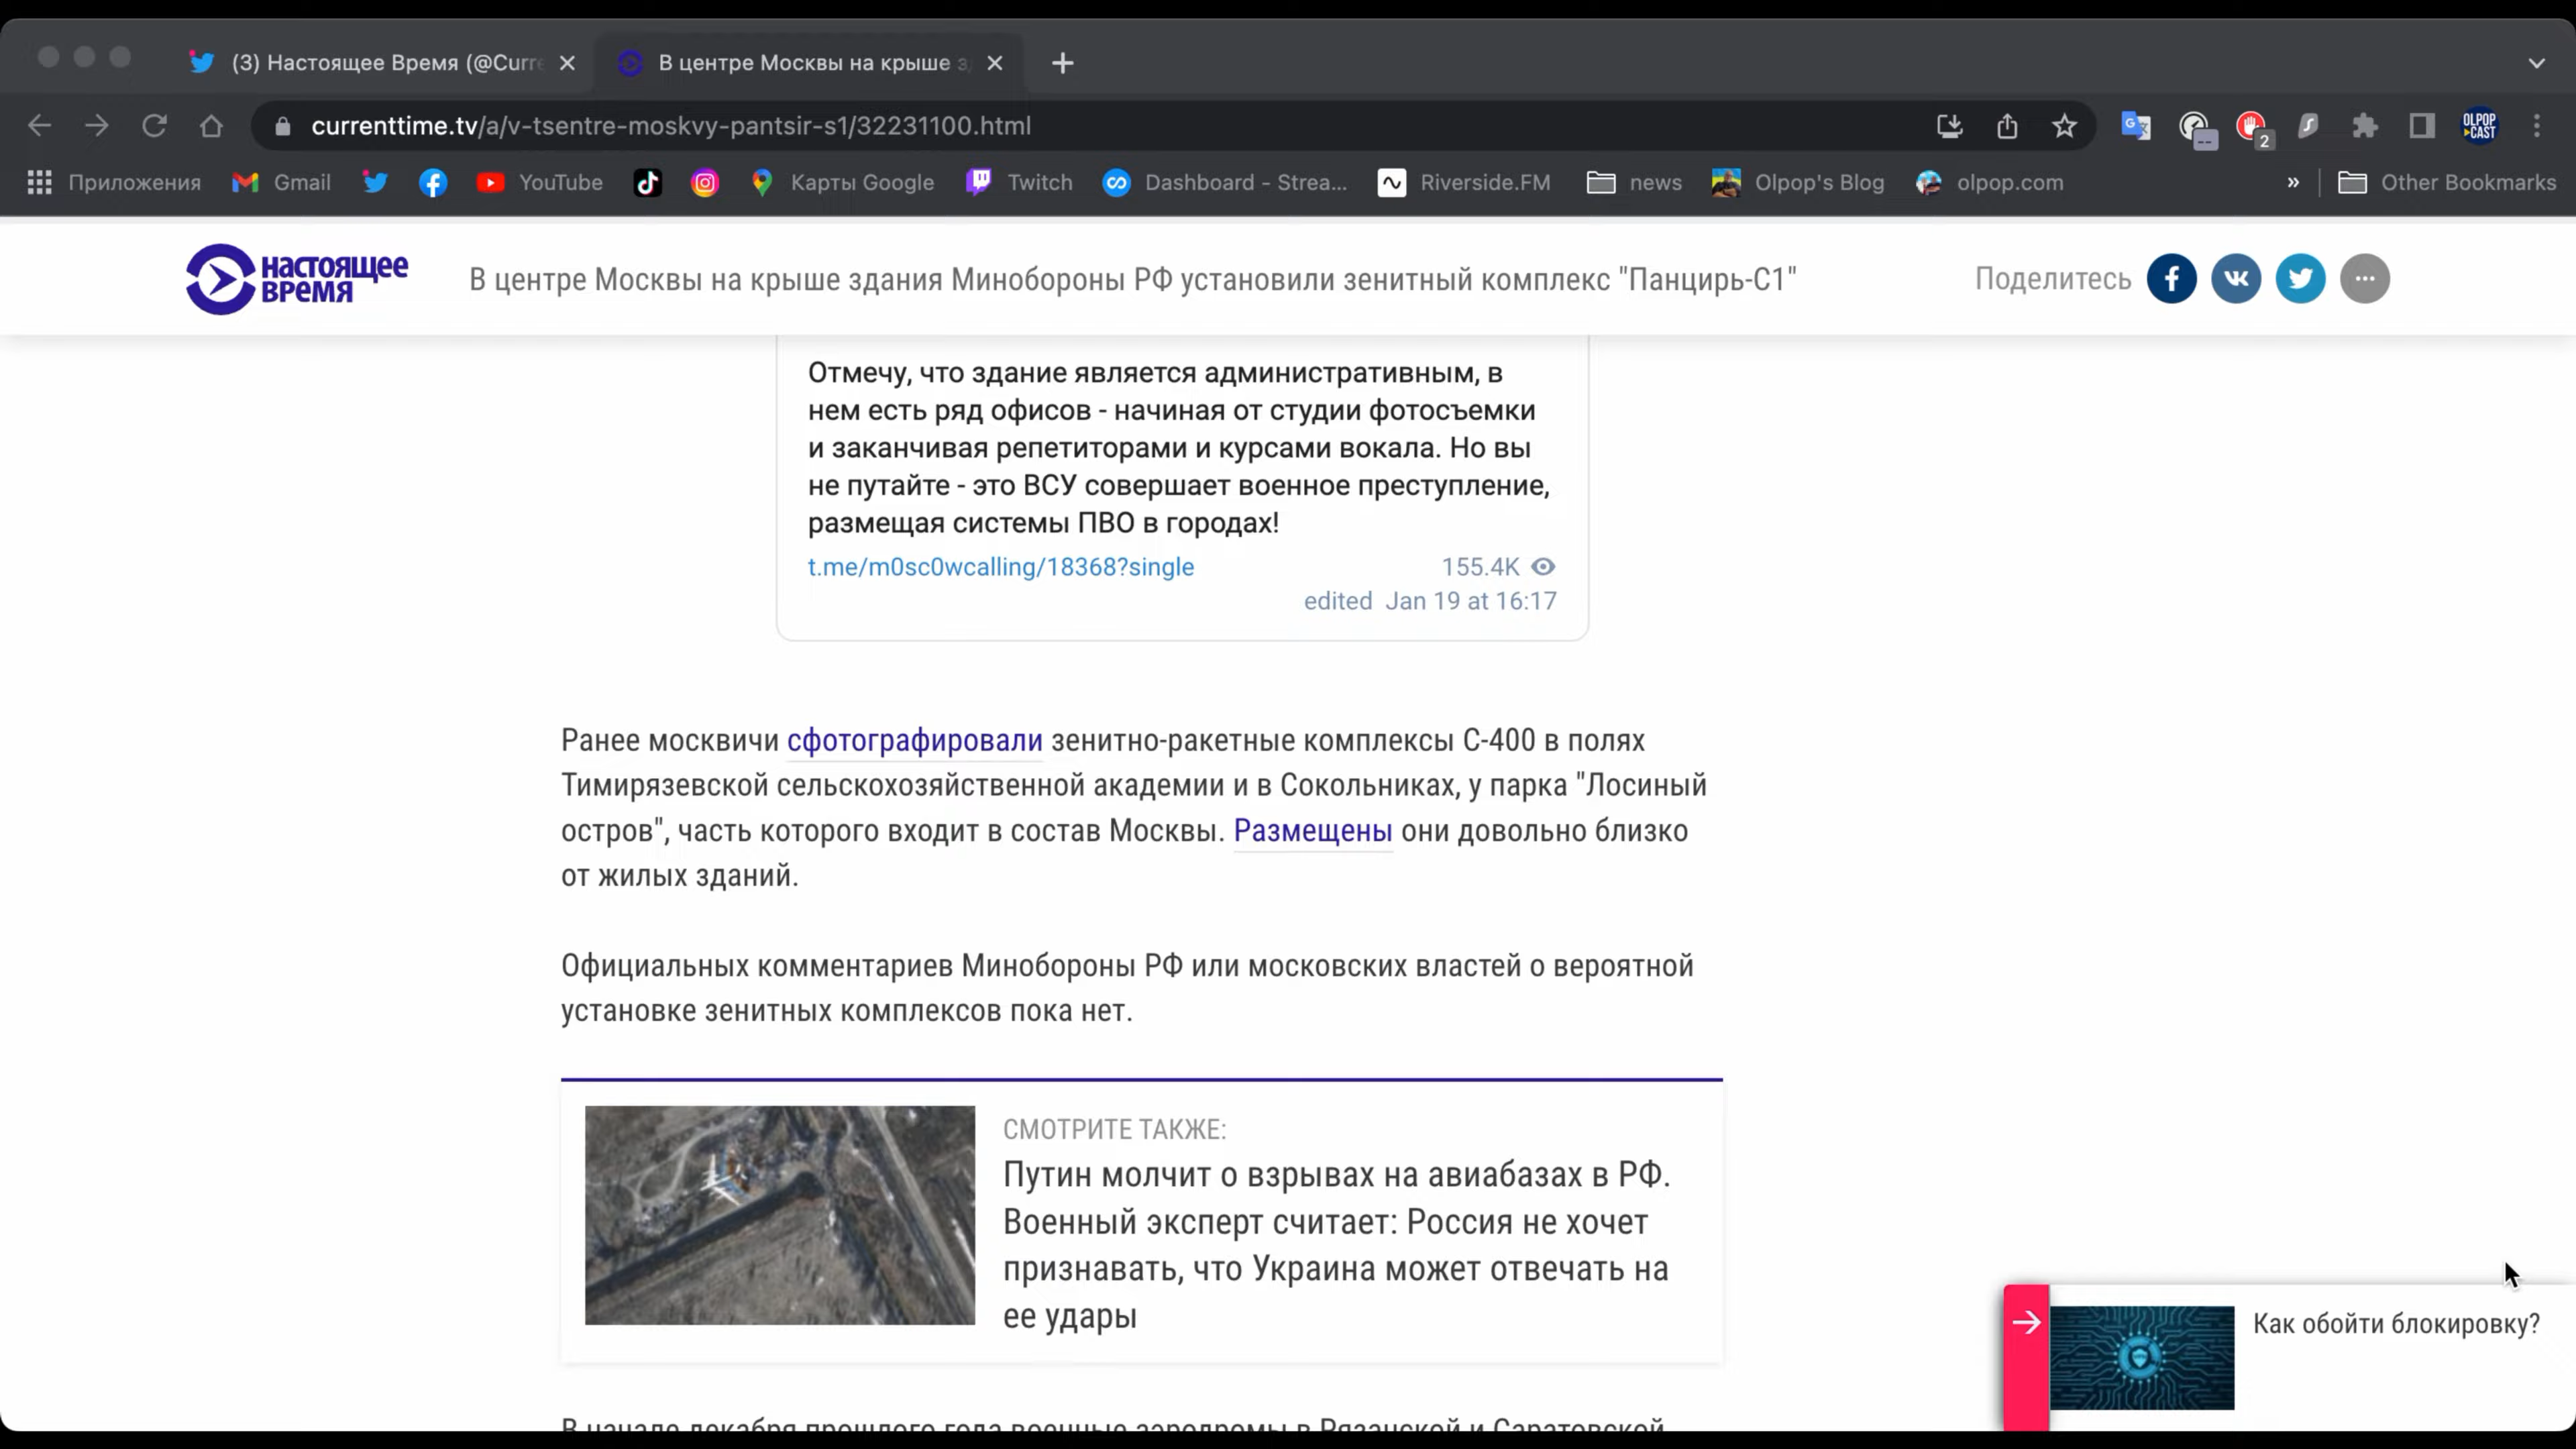 (3) Настоящее Время (@Curre
В центре Москвы на крыше з
currenttime.tv/a/v-tsentre-moskvy-pantsir-s1/32231100.html
2
OLPOP
CAST
Приложения
Gmail
YouTube
Карты Google
Twitch
Dashboard - Strea...
Riverside.FM
news
Olpop's Blog
olpop.com
»
Other Bookmarks
настоящее
время
В центре Москвы на крыше здания Минобороны РФ установили зенитный комплекс "Панцирь-С1"
Поделитесь
Отмечу, что здание является административным, в
нем есть ряд офисов - начиная от студии фотосъемки
и заканчивая репетиторами и курсами вокала. Но вы
не путайте - это ВСУ совершает военное преступление,
размещая системы ПВО в городах!
t.me/m0sc0wcalling/18368?single
155.4K
edited Jan 19 at 16:17
Ранее москвичи сфотографировали зенитно-ракетные комплексы С-400 в полях
Тимирязевской сельскохозяйственной академии и в Сокольниках, у парка "Лосиный
остров", часть которого входит в состав Москвы. Размещены они довольно близко
от жилых зданий.
Официальных комментариев Минобороны РФ или московских властей о вероятной
установке зенитных комплексов пока нет.
СМОТРИТЕ ТАКЖЕ:
Путин молчит о взрывах на авиабазах в РФ.
Военный эксперт считает: Россия не хочет
признавать, что Украина может отвечать на
ее удары
Как обойти блокировку?
В начале декабря прошлого года военные аэродромы в Рязанской и Саратовской